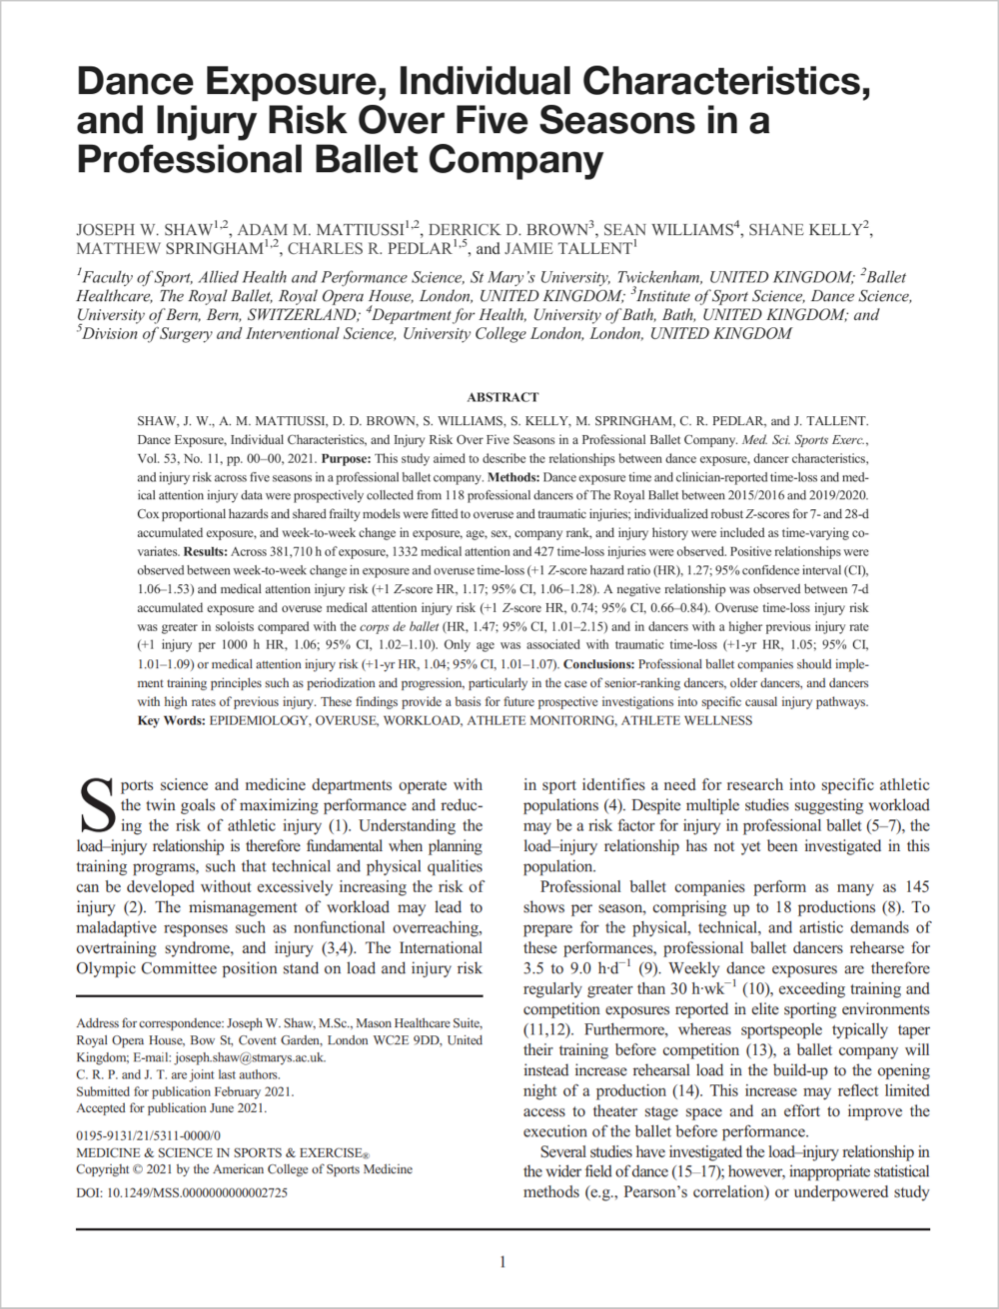 Dance Exposure, Individual Characteristics,
and Injury Risk Over Five Seasons in a
Professional Ballet Company
JOSEPH W. SHAW1,2, ADAM M. MATTIUSSI1,2, DERRICK D. BROWN3, SEAN WILLIAMS4, SHANE KELLY2,
MATTHEW SPRINGHAM1,2, CHARLES R. PEDLAR1,5, and JAMIE TALLENT1
1Faculty of Sport, Allied Health and Performance Science, St Mary's University, Twickenham, UNITED KINGDOM; 2Ballet
Healthcare, The Royal Ballet, Royal Opera House, London, UNITED KINGDOM; 3Institute of Sport Science, Dance Science,
University of Bern, Bern, SWITZERLAND; 4Department for Health, University of Bath, Bath, UNITED KINGDOM; and
5Division of Surgery and Interventional Science, University College London, London, UNITED KINGDOM
ABSTRACT
SHAW, J. W., A. M. MATTIUSSI, D. D. BROWN, S. WILLIAMS, S. KELLY, M. SPRINGHAM, C. R. PEDLAR, and J. TALLENT.
Dance Exposure, Individual Characteristics, and Injury Risk Over Five Seasons in a Professional Ballet Company. Med. Sci. Sports Exerc.,
Vol. 53, No. 11, pp. 00–00, 2021. Purpose: This study aimed to describe the relationships between dance exposure, dancer characteristics,
and injury risk across five seasons in a professional ballet company. Methods: Dance exposure time and clinician-reported time-loss and med-
ical attention injury data were prospectively collected from 118 professional dancers of The Royal Ballet between 2015/2016 and 2019/2020.
Cox proportional hazards and shared frailty models were fitted to overuse and traumatic injuries; individualized robust Z-scores for 7- and 28-d
accumulated exposure, and week-to-week change in exposure, age, sex, company rank, and injury history were included as time-varying co-
variates. Results: Across 381,710 h of exposure, 1332 medical attention and 427 time-loss injuries were observed. Positive relationships were
observed between week-to-week change in exposure and overuse time-loss (+1 Z-score hazard ratio (HR), 1.27; 95% confidence interval (CI),
1.06–1.53) and medical attention injury risk (+1 Z-score HR, 1.17; 95% CI, 1.06–1.28). A negative relationship was observed between 7-d
accumulated exposure and overuse medical attention injury risk (+1 Z-score HR, 0.74; 95% CI, 0.66–0.84). Overuse time-loss injury risk
was greater in soloists compared with the corps de ballet (HR, 1.47; 95% CI, 1.01–2.15) and in dancers with a higher previous injury rate
(+1 injury per 1000 h HR, 1.06; 95% CI, 1.02–1.10). Only age was associated with traumatic time-loss (+1-yr HR, 1.05; 95% CI,
1.01–1.09) or medical attention injury risk (+1-yr HR, 1.04; 95% CI, 1.01–1.07). Conclusions: Professional ballet companies should imple-
ment training principles such as periodization and progression, particularly in the case of senior-ranking dancers, older dancers, and dancers
with high rates of previous injury. These findings provide a basis for future prospective investigations into specific causal injury pathways.
Key Words: EPIDEMIOLOGY, OVERUSE, WORKLOAD, ATHLETE MONITORING, ATHLETE WELLNESS
Sports science and medicine departments operate with
the twin goals of maximizing performance and reduc-
ing the risk of athletic injury (1). Understanding the
load–injury relationship is therefore fundamental when planning
training programs, such that technical and physical qualities
can be developed without excessively increasing the risk of
injury (2). The mismanagement of workload may lead to
maladaptive responses such as nonfunctional overreaching,
overtraining syndrome, and injury (3,4). The International
Olympic Committee position stand on load and injury risk
Address for correspondence: Joseph W. Shaw, M.Sc., Mason Healthcare Suite,
Royal Opera House, Bow St, Covent Garden, London WC2E 9DD, United
Kingdom; E-mail: joseph.shaw@stmarys.ac.uk.
C. R. P. and J. T. are joint last authors.
Submitted for publication February 2021.
Accepted for publication June 2021.
0195-9131/21/5311-0000/0
MEDICINE & SCIENCE IN SPORTS & EXERCISE®
Copyright © 2021 by the American College of Sports Medicine
DOI: 10.1249/MSS.0000000000002725
in sport identifies a need for research into specific athletic
populations (4). Despite multiple studies suggesting workload
may be a risk factor for injury in professional ballet (5–7), the
load–injury relationship has not yet been investigated in this
population.
Professional ballet companies perform as many as 145
shows per season, comprising up to 18 productions (8). To
prepare for the physical, technical, and artistic demands of
these performances, professional ballet dancers rehearse for
3.5 to 9.0 h·d−1 (9). Weekly dance exposures are therefore
regularly greater than 30 h·wk−1 (10), exceeding training and
competition exposures reported in elite sporting environments
(11,12). Furthermore, whereas sportspeople typically taper
their training before competition (13), a ballet company will
instead increase rehearsal load in the build-up to the opening
night of a production (14). This increase may reflect limited
access to theater stage space and an effort to improve the
execution of the ballet before performance.
Several studies have investigated the load–injury relationship in
the wider field of dance (15–17); however, inappropriate statistical
methods (e.g., Pearson's correlation) or underpowered study
1